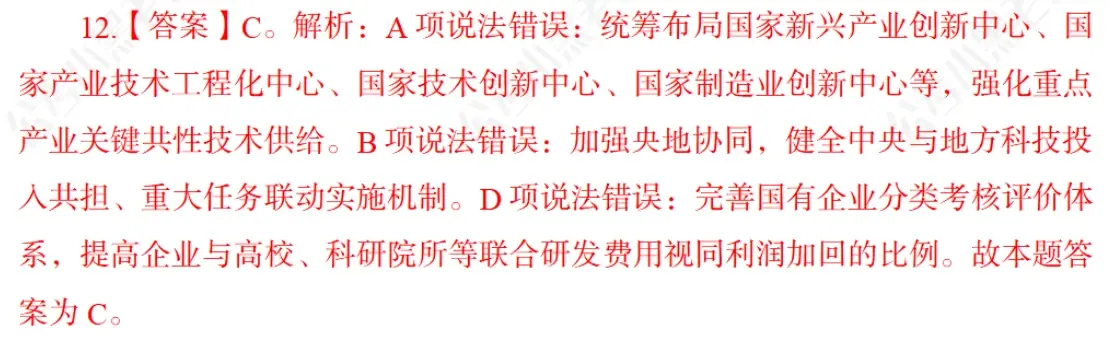 12.【答案】C。解析：A 项说法错误：统筹布局国家新兴产业创新中心、国
家产业技术工程化中心、国家技术创新中心、国家制造业创新中心等，强化重点
产业关键共性技术供给。B 项说法错误：加强央地协同，健全中央与地方科技投
入共担、重大任务联动实施机制。D 项说法错误：完善国有企业分类考核评价体
系，提高企业与高校、科研院所等联合研发费用视同利润加回的比例。故本题答
案为 C。